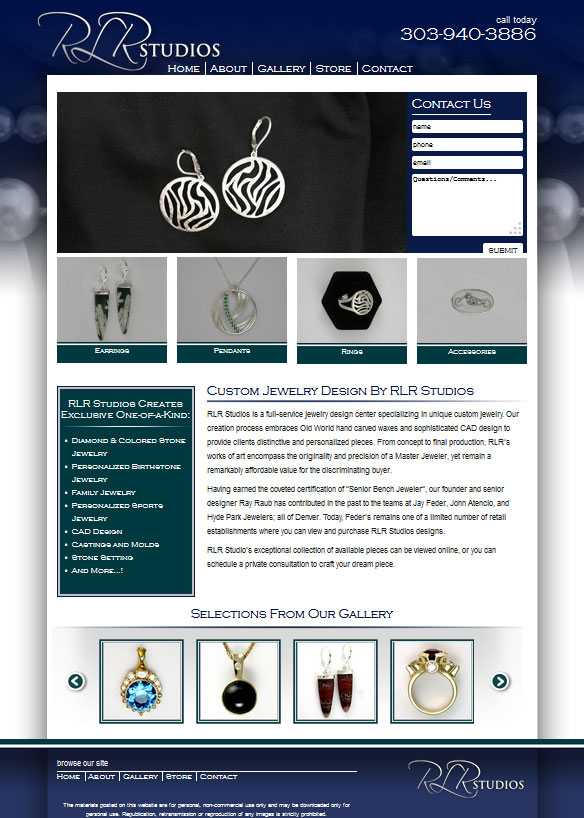 RLR STUDIOS
call today
303-940-3886
Home | About | Gallery | Store | Contact
Contact Us
name
phone
email
Questions/Comments...
submit
Earrings
Pendants
Rings
Accessories
RLR Studios Creates
Exclusive One-of-a-Kind:
• Diamond & Colored Stone
Jewelry
• Personalized Birthstone
Jewelry
• Family Jewelry
• Personalized Sports
Jewelry
• CAD Design
• Castings and Molds
• Stone Setting
• And More...!
Custom Jewelry Design By RLR Studios
RLR Studios is a full-service jewelry design center specializing in unique custom jewelry. Our
creation process embraces Old World hand carved waxes and sophisticated CAD design to
provide clients distinctive and personalized pieces. From concept to final production, RLR's
works of art encompass the originality and precision of a Master Jeweler, yet remain a
remarkably affordable value for the discriminating buyer.
Having earned the coveted certification of "Senior Bench Jeweler", our founder and senior
designer Ray Raub has contributed in the past to the teams at Jay Feder, John Atencio, and
Hyde Park Jewelers; all of Denver. Today, Feder's remains one of a limited number of retail
establishments where you can view and purchase RLR Studios designs.
RLR Studio's exceptional collection of available pieces can be viewed online, or you can
schedule a private consultation to craft your dream piece.
Selections From Our Gallery
browse our site
Home | About | Gallery | Store | Contact
RLR STUDIOS
The materials posted on this website are for personal, non-commercial use only and may be downloaded only for
personal use. Republication, retransmission or reproduction of any images is strictly prohibited.